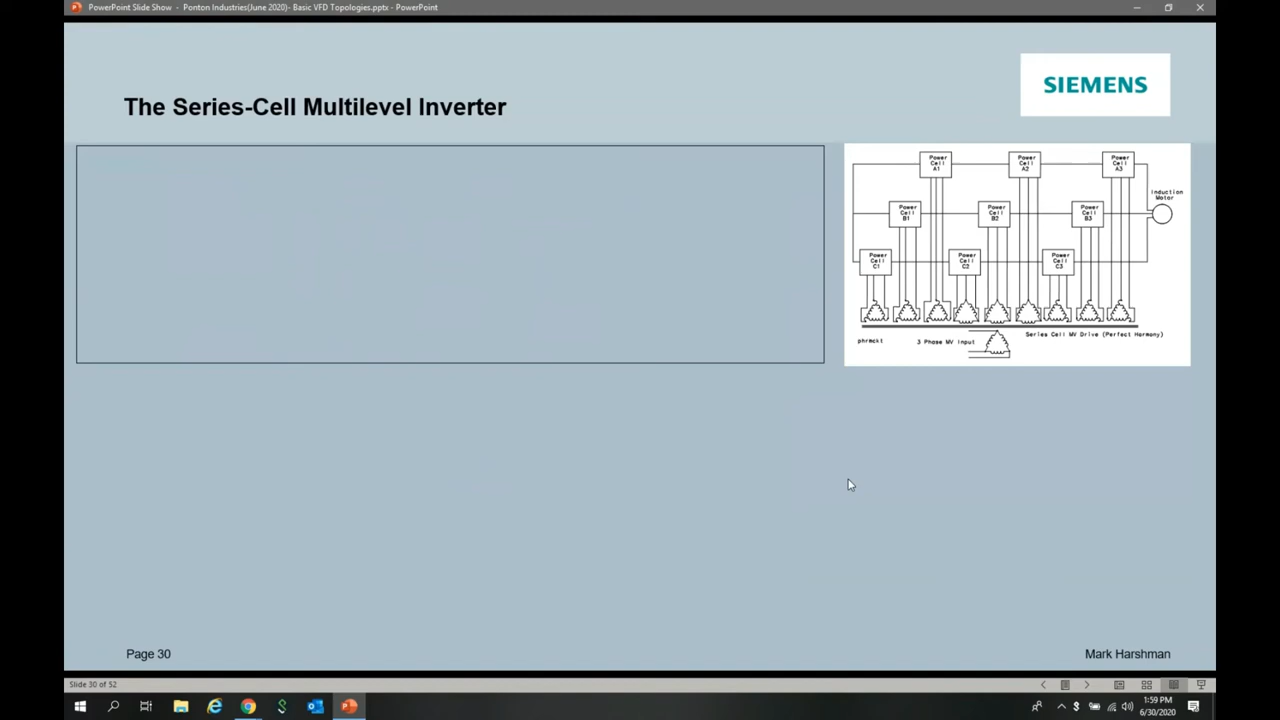 PowerPoint Slide Show - Ponton Industries(June 2020)- Basic VFD Topologies.pptx - PowerPoint
SIEMENS
The Series-Cell Multilevel Inverter
Power
Cell
A1
Power
Cell
A2
Power
Cell
A3
Induction
Motor
Power
Cell
B1
Power
Cell
B2
Power
Cell
B3
Power
Cell
C1
Power
Cell
C2
Power
Cell
C3
Series Cell MV Drive (Perfect Harmony)
phrmckt
3 Phase MV Input
Page 30
Mark Harshman
Slide 30 of 52
1:59 PM
6/30/2020